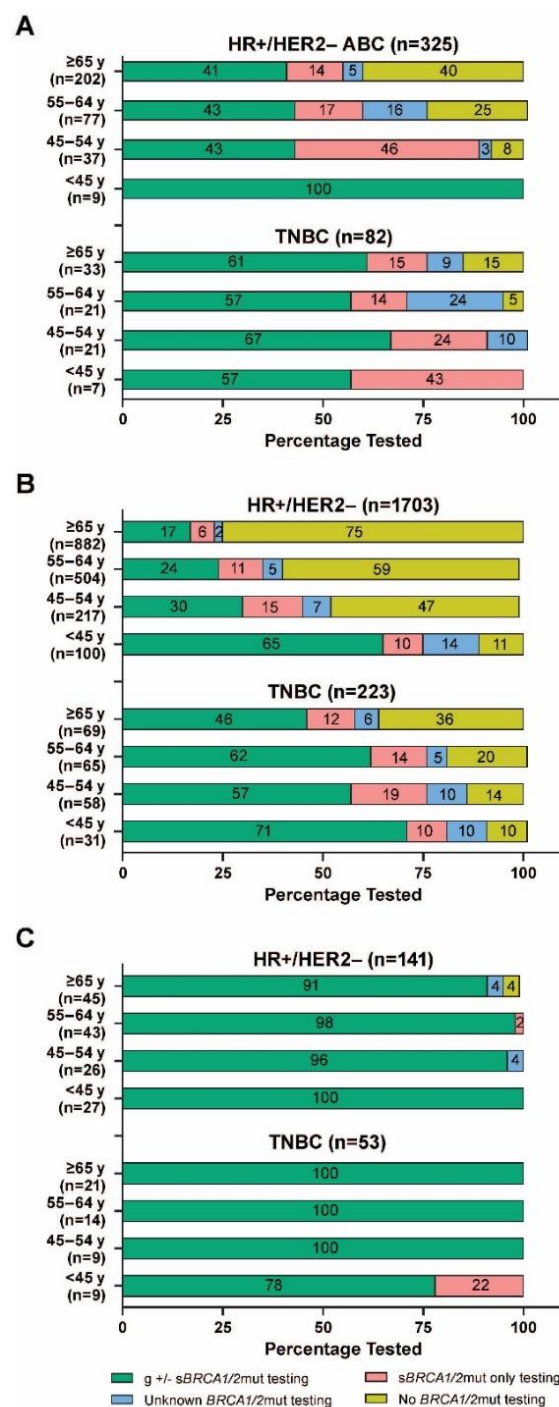 A
HR+/HER2– ABC (n=325)
≥65 y
(n=202)
41 14 5 40
55–64 y
(n=77)
43 17 16 25
45–54 y
(n=37)
43 46 3 8
<45 y
(n=9)
100
TNBC (n=82)
≥65 y
(n=33)
61 15 9 15
55–64 y
(n=21)
57 14 24 5
45–54 y
(n=21)
67 24 10
<45 y
(n=7)
57 43
0 25 50 75 100
Percentage Tested
B
HR+/HER2– (n=1703)
≥65 y
(n=882)
17 6 2 75
55–64 y
(n=504)
24 11 5 59
45–54 y
(n=217)
30 15 7 47
<45 y
(n=100)
65 10 14 11
TNBC (n=223)
≥65 y
(n=69)
46 12 6 36
55–64 y
(n=65)
62 14 5 20
45–54 y
(n=58)
57 19 10 14
<45 y
(n=31)
71 10 10 10
0 25 50 75 100
Percentage Tested
C
HR+/HER2– (n=141)
≥65 y
(n=45)
91 4 4
55–64 y
(n=43)
98 2
45–54 y
(n=26)
96 4
<45 y
(n=27)
100
TNBC (n=53)
≥65 y
(n=21)
100
55–64 y
(n=14)
100
45–54 y
(n=9)
100
<45 y
(n=9)
78 22
0 25 50 75 100
Percentage Tested
g +/- sBRCA1/2mut testing sBRCA1/2mut only testing
Unknown BRCA1/2mut testing No BRCA1/2mut testing